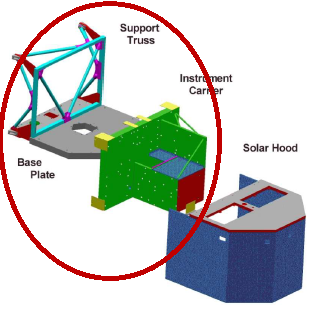 Support
Truss
Instrument
Carrier
Solar Hood
Base
Plate